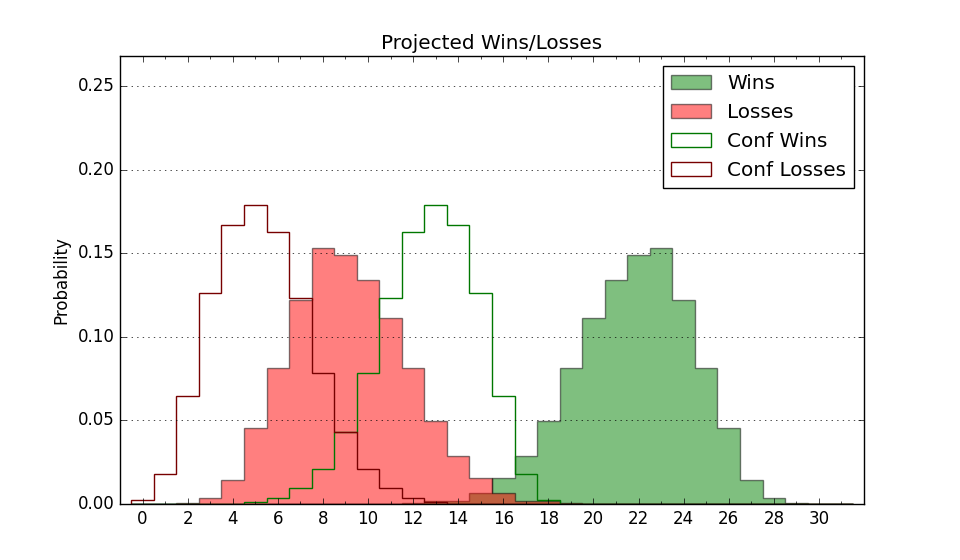 Projected Wins/Losses
Wins
Losses
Conf Wins
Conf Losses
Probability
0.25
0.20
0.15
0.10
0.05
0.00
0 2 4 6 8 10 12 14 16 18 20 22 24 26 28 30